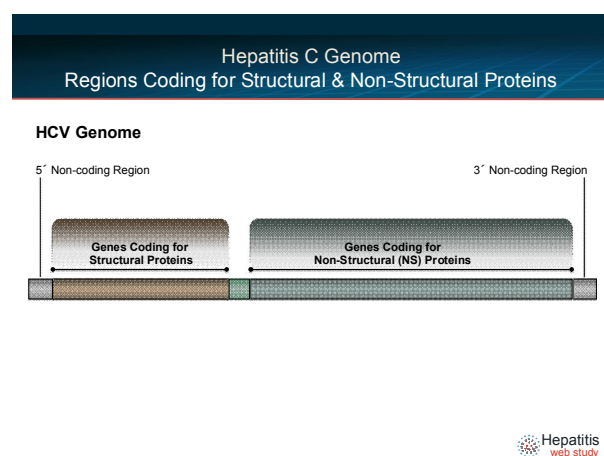 Hepatitis C Genome
Regions Coding for Structural & Non-Structural Proteins
HCV Genome
5´ Non-coding Region
3´ Non-coding Region
Genes Coding for
Structural Proteins
Genes Coding for
Non-Structural (NS) Proteins
Hepatitis
web study